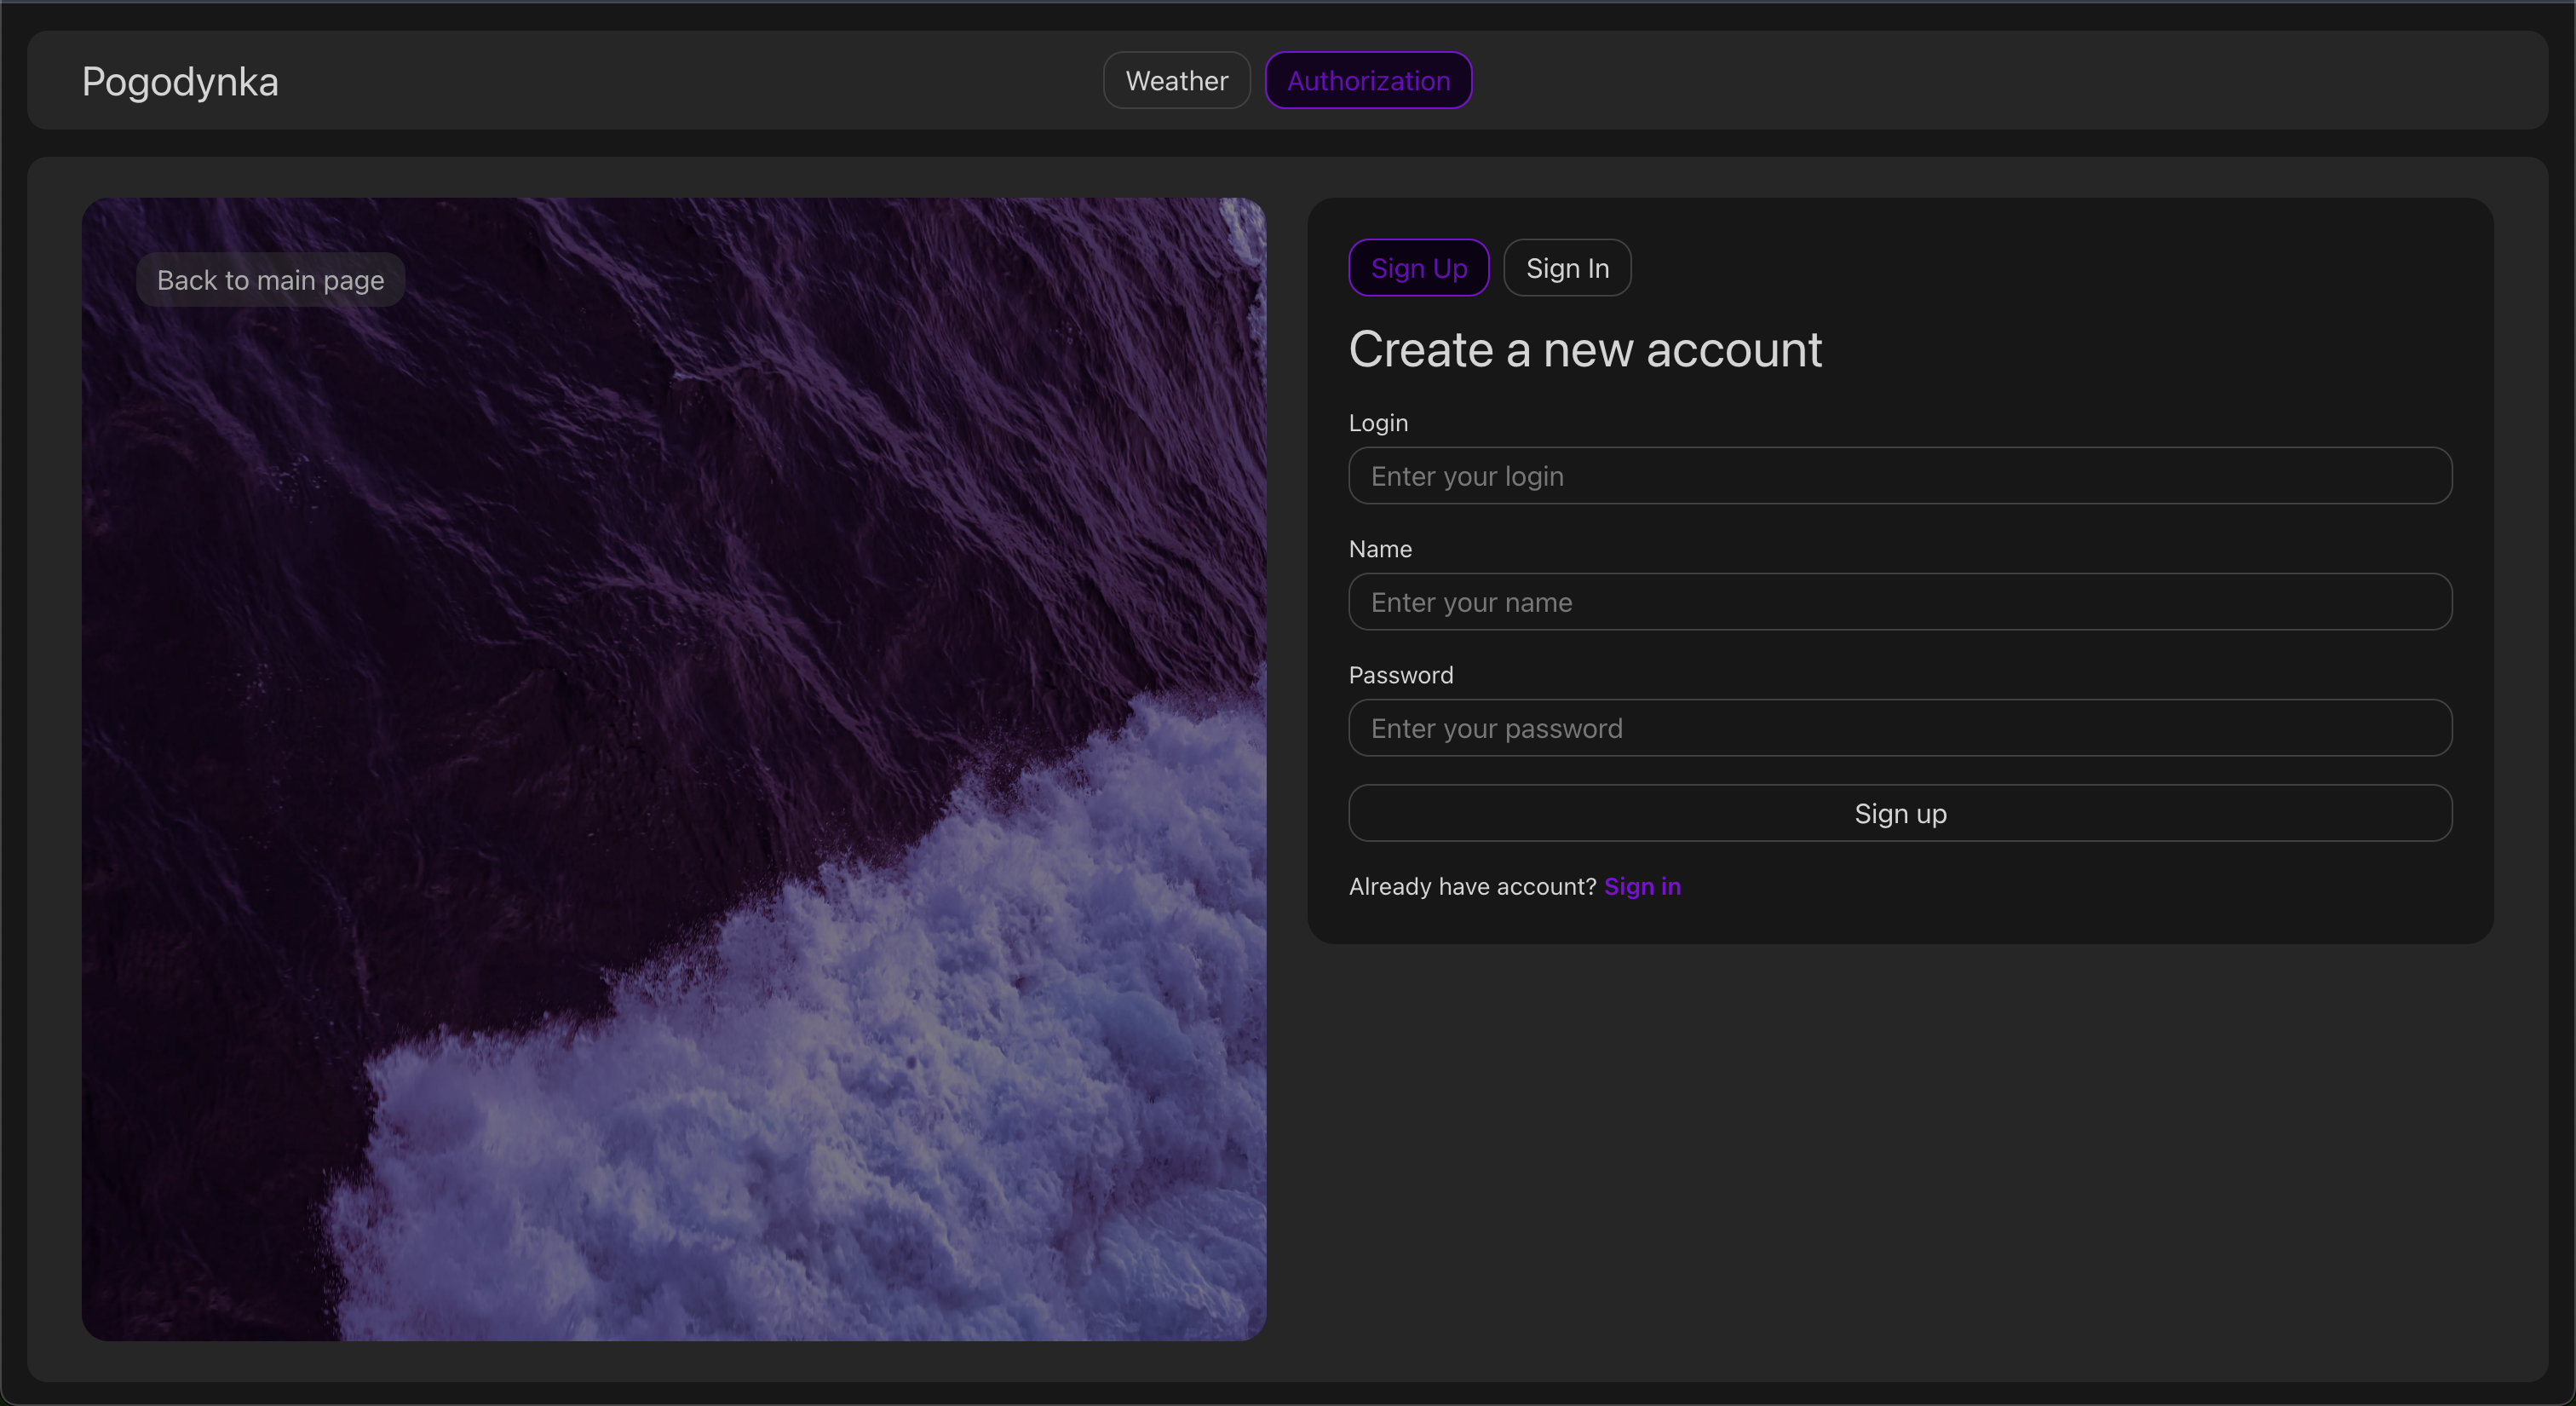 Pogodynka
Weather
Authorization
Back to main page
Sign Up
Sign In
Create a new account
Login
Enter your login
Name
Enter your name
Password
Enter your password
Sign up
Already have account? Sign in